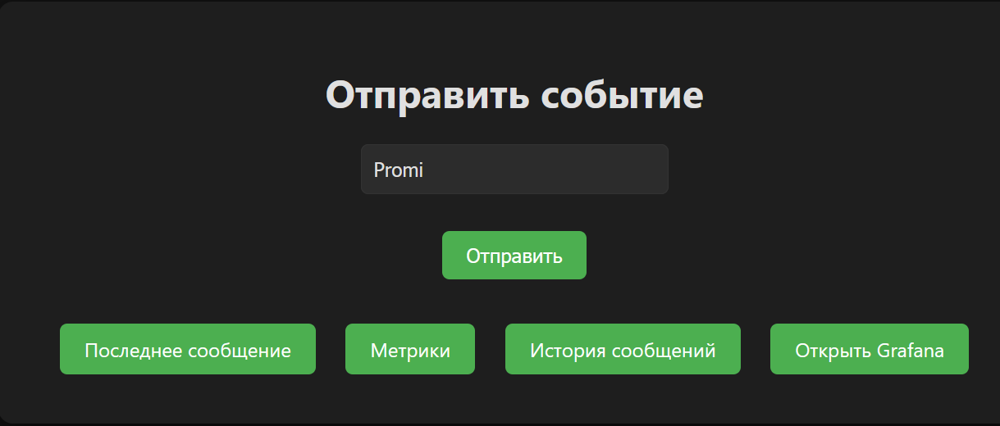 Отправить событие
Promi
Отправить
Последнее сообщение
Метрики
История сообщений
Открыть Grafana